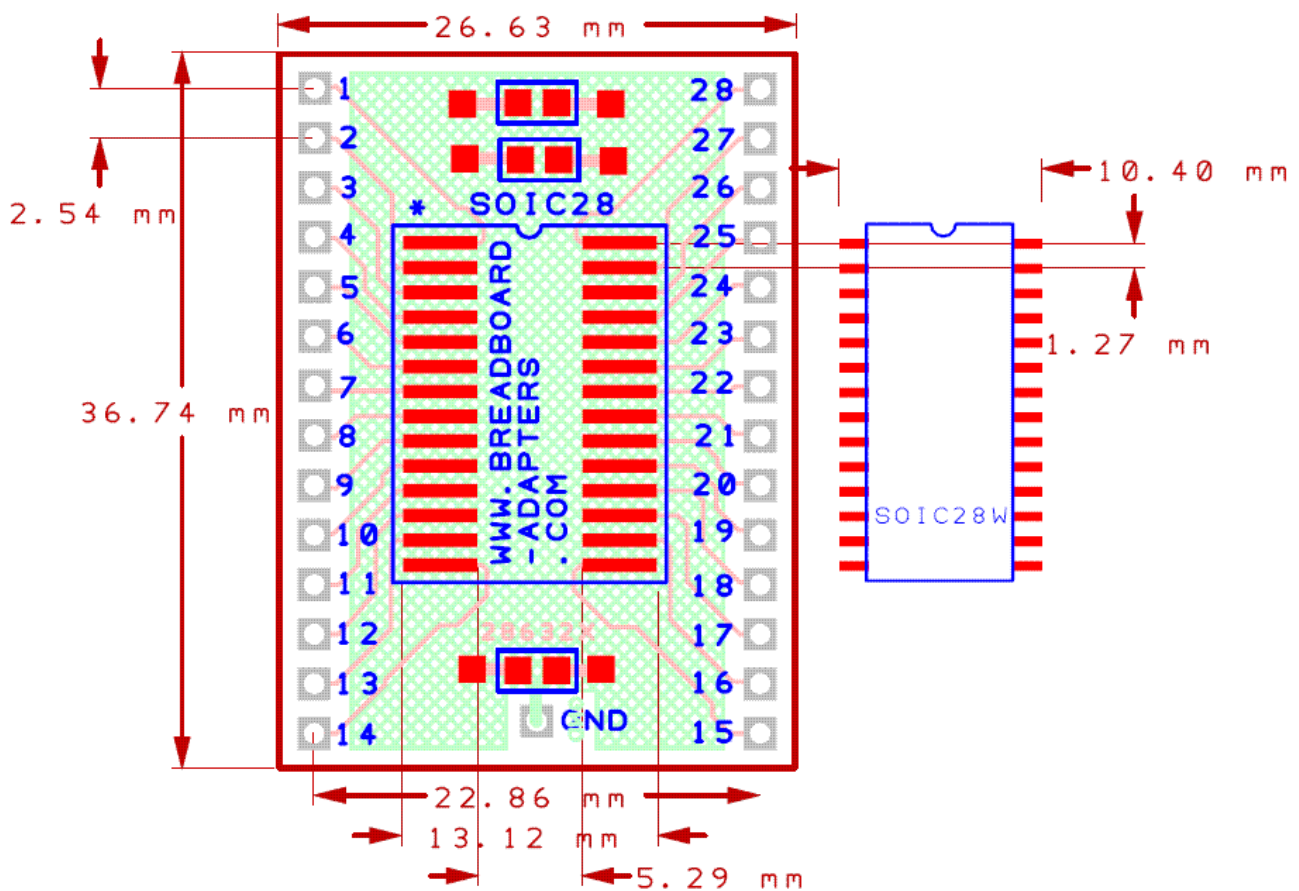 26.63 mm
1
28
2
27
3
26
10.40 mm
2.54 mm
* SOIC28
4
25
5
24
6
23
1.27 mm
7
22
36.74 mm
8
21
9
20
10
19
11
18
12
17
13
16
14
15
WWW.BREADBOARD
-ADAPTERS
.COM
SOIC28W
28632X
GND
22.86 mm
13.12 mm
5.29 mm